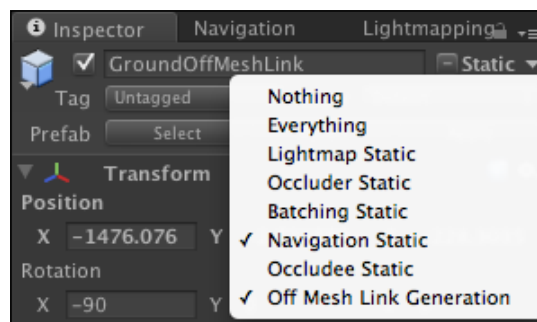 Inspector Navigation Lightmapping
GroundOffMeshLink Static
Tag Untagged
Nothing
Everything
Prefab Select
Lightmap Static
Transform
Occluder Static
Position
Batching Static
X -1476.076 Y
Navigation Static
Rotation
Occludee Static
X -90 Y
Off Mesh Link Generation